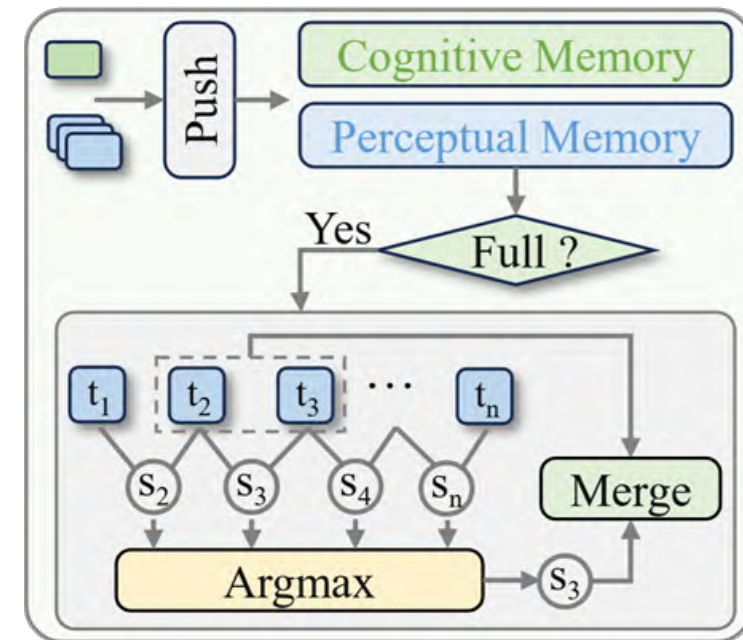 Push
Cognitive Memory
Perceptual Memory
Yes
Full ?
t₁ t₂ t₃ ... tₙ
s₂ s₃ s₄ sₙ
Merge
Argmax
s₃